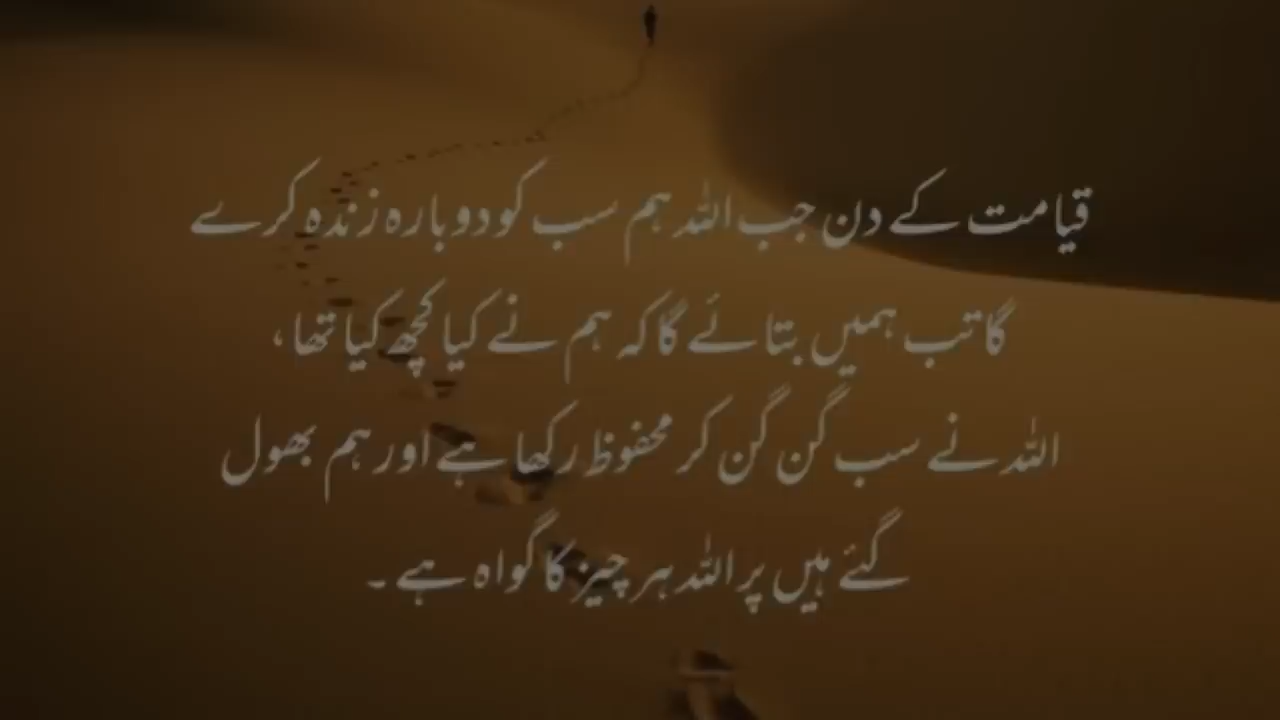 قیامت کے دن جب اللہ ہم سب کو دوبارہ زندہ کرے
گا تب ہمیں بتائے گا کہ ہم نے کیا کچھ کیا تھا،
اللہ نے سب گن گن کر محفوظ رکھا ہے اور ہم بھول
گئے ہیں پر اللہ ہر چیز کا گواہ ہے ۔